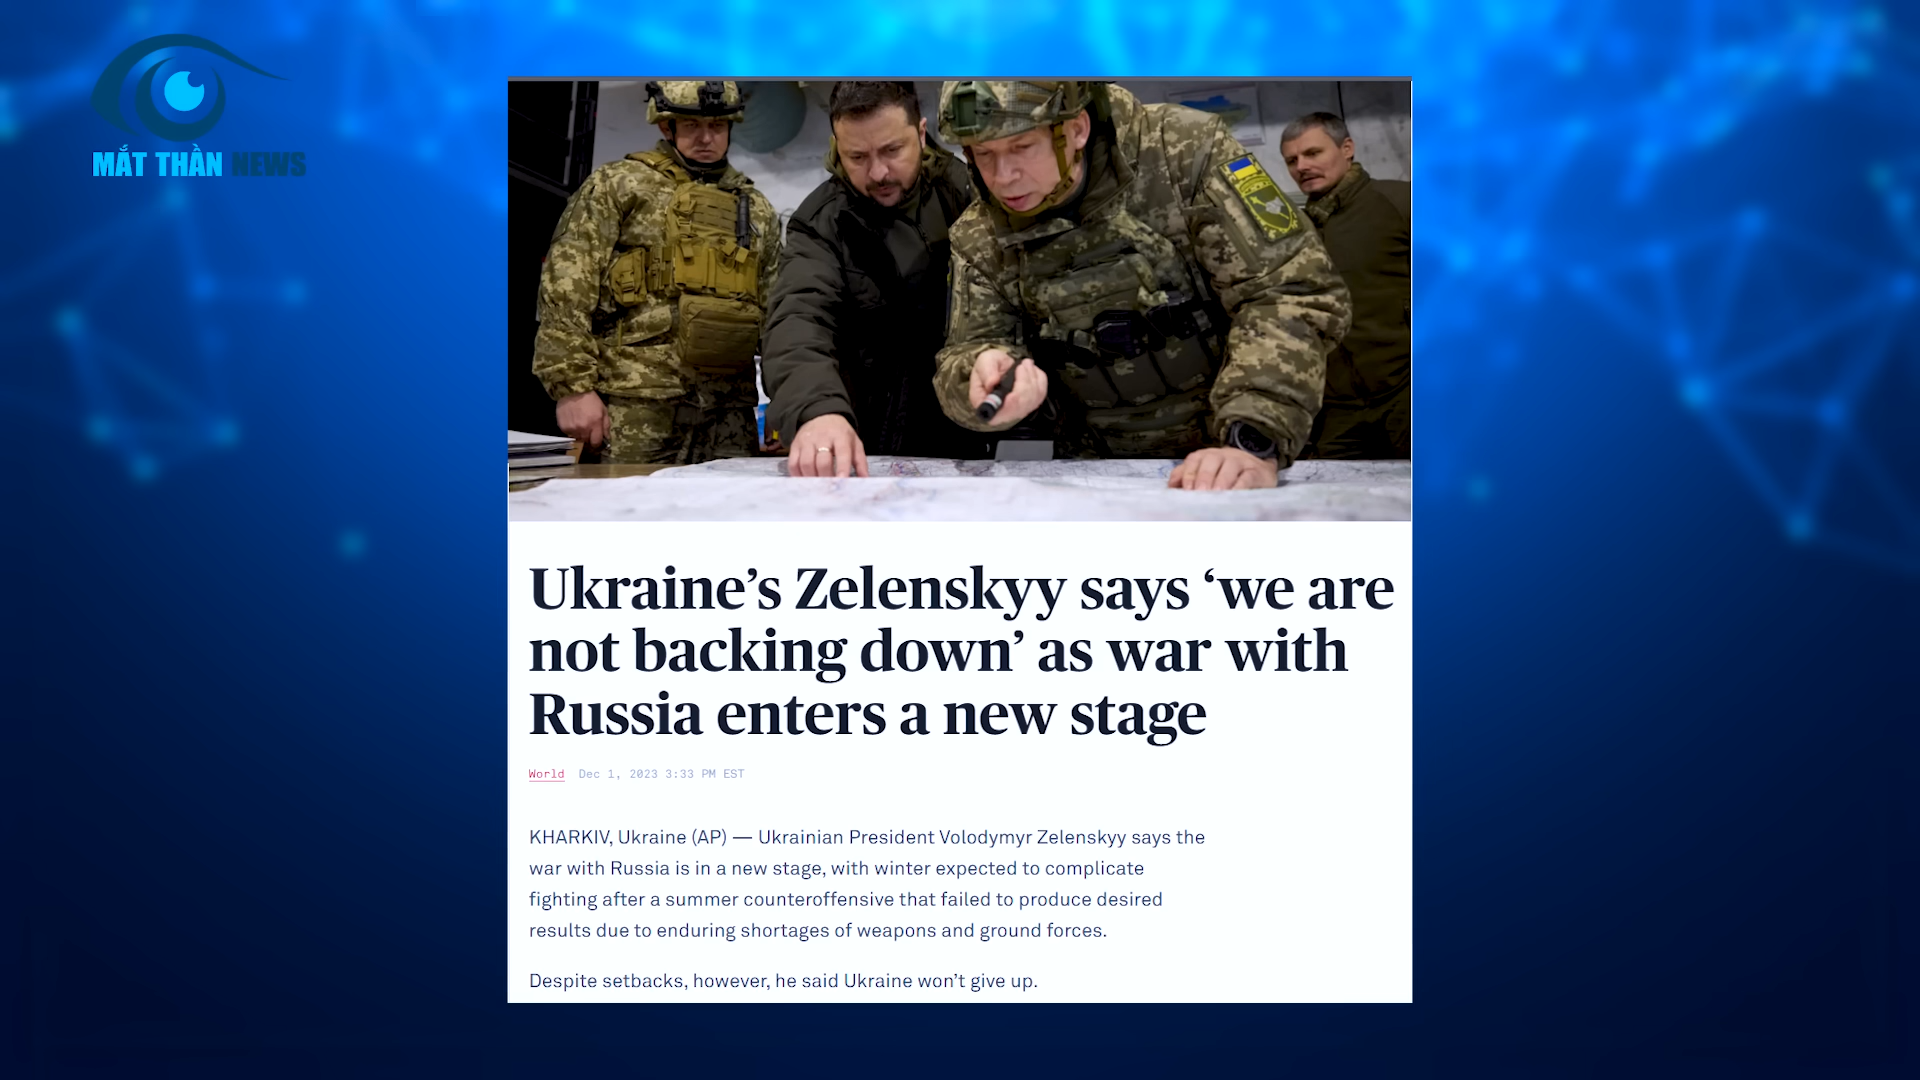 MẮT THẦN NEWS
Ukraine’s Zelenskyy says ‘we are
not backing down’ as war with
Russia enters a new stage
World Dec 1, 2023 3:33 PM EST
KHARKIV, Ukraine (AP) — Ukrainian President Volodymyr Zelenskyy says the
war with Russia is in a new stage, with winter expected to complicate
fighting after a summer counteroffensive that failed to produce desired
results due to enduring shortages of weapons and ground forces.
Despite setbacks, however, he said Ukraine won’t give up.